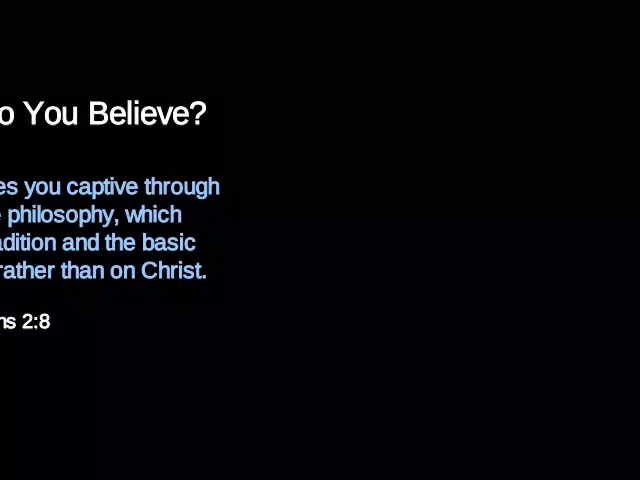 o You Believe?
es you captive through
e philosophy, which
adition and the basic
rather than on Christ.
ns 2:8